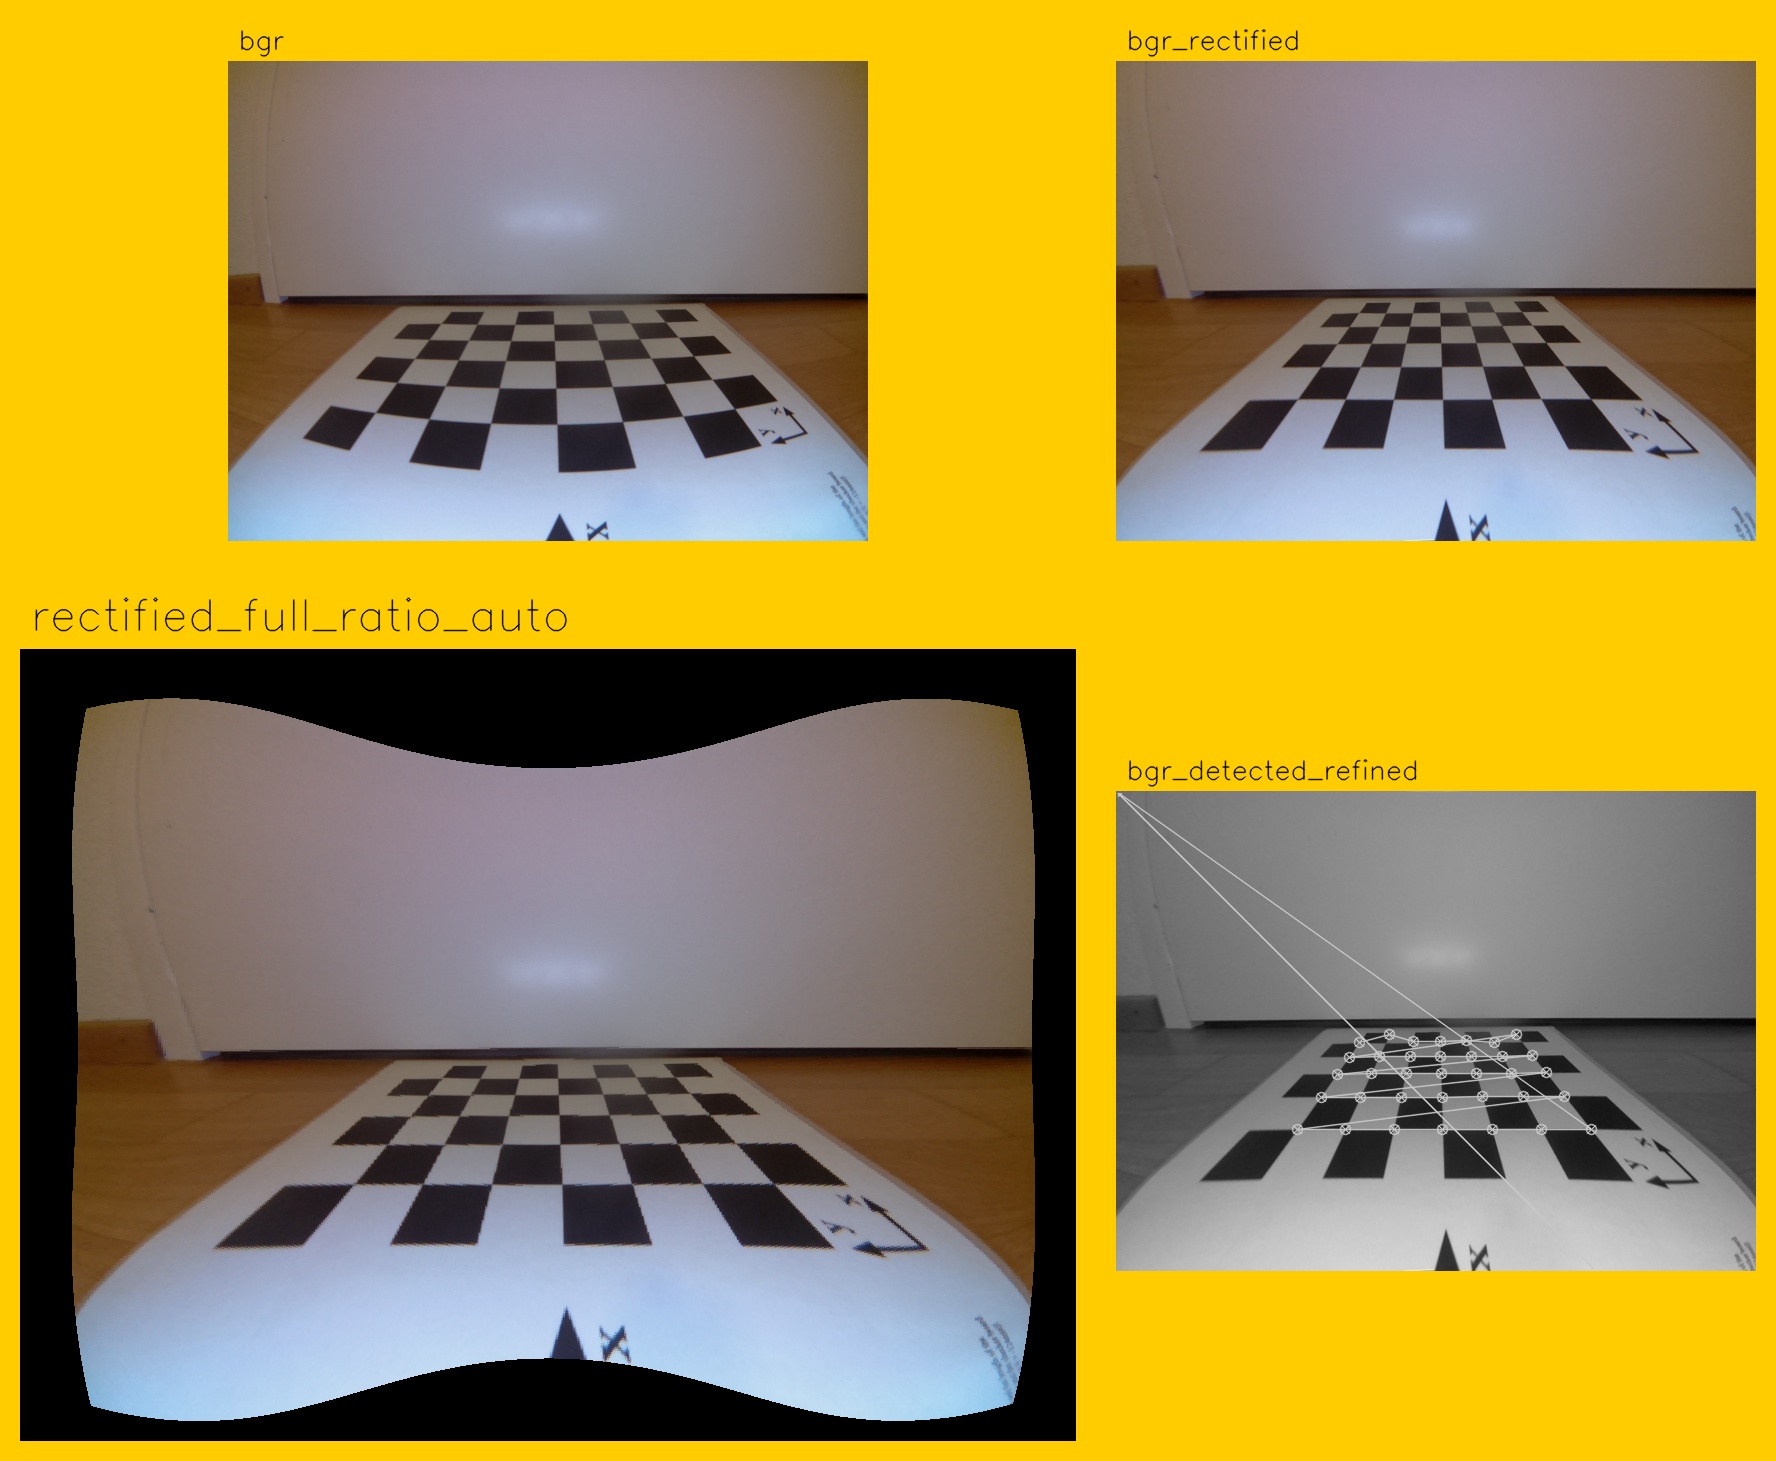 bgr
bgr_rectified
x
y
x
y
X
X
rectified_full_ratio_auto
bgr_detected_refined
x
y
x
y
X
X